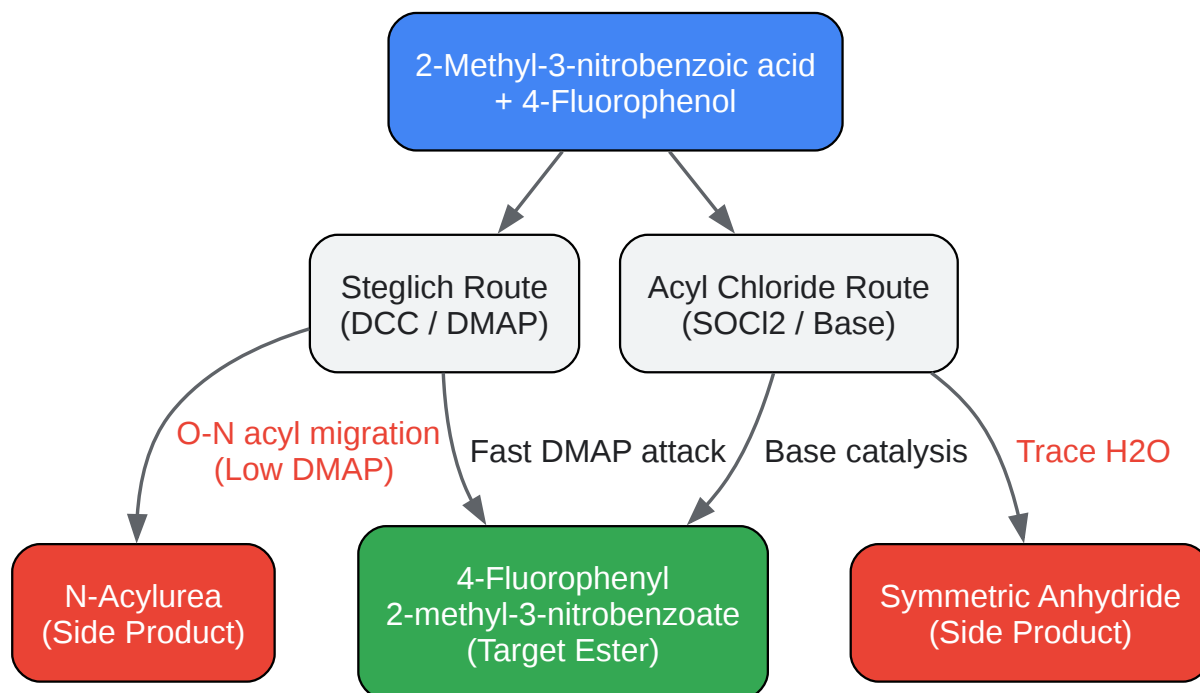 2-Methyl-3-nitrobenzoic acid
+ 4-Fluorophenol
Steglich Route
(DCC / DMAP)
Acyl Chloride Route
(SOCl2 / Base)
O-N acyl migration
(Low DMAP)
Fast DMAP attack
Base catalysis
Trace H2O
N-Acylurea
(Side Product)
4-Fluorophenyl
2-methyl-3-nitrobenzoate
(Target Ester)
Symmetric Anhydride
(Side Product)